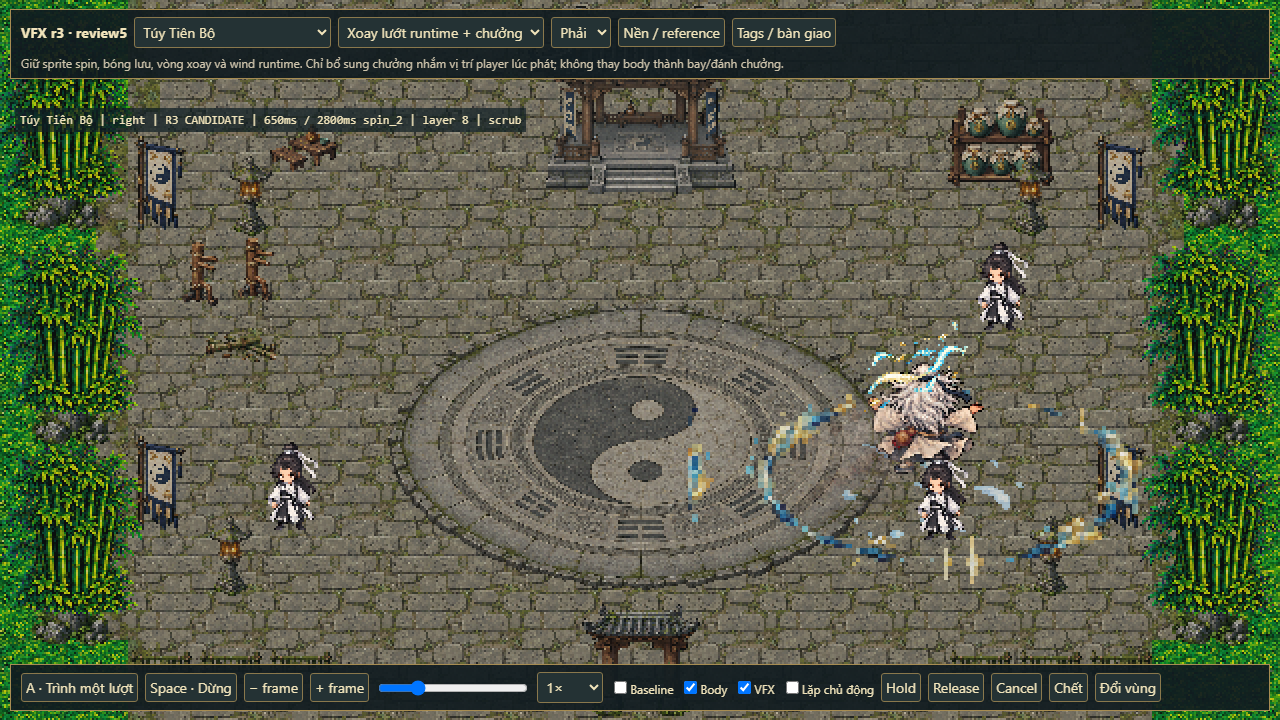 VFX r3 · review5 Túy Tiên Bộ Xoay lướt runtime + chưởng Phải Nền / reference Tags / bàn giao
Giữ sprite spin, bóng lưu, vòng xoay và wind runtime. Chỉ bổ sung chưởng nhắm vị trí player lúc phát; không thay body thành bay/đánh chưởng.
Túy Tiên Bộ | right | R3 CANDIDATE | 650ms / 2800ms spin_2 | layer 8 | scrub
A · Trình một lượt Space · Dừng − frame + frame 1× Baseline Body VFX Lặp chủ động Hold Release Cancel Chết Đổi vùng